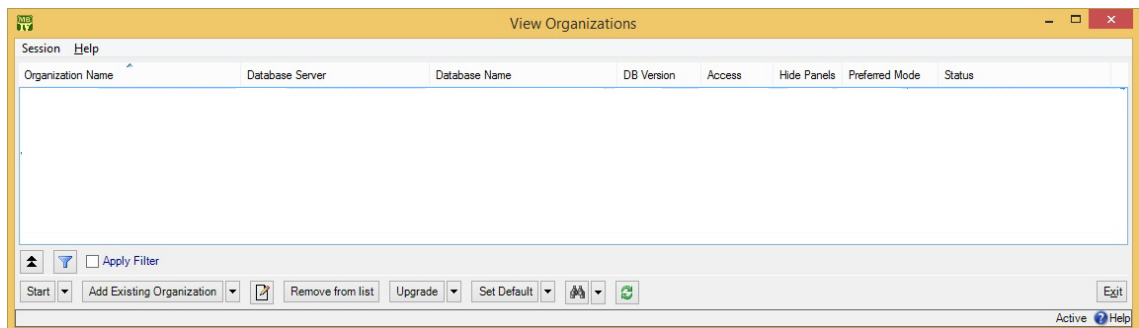 MB
View Organizations
Session Help
Organization Name Database Server Database Name DB Version Access Hide Panels Preferred Mode Status
Apply Filter
Start Add Existing Organization Remove from list Upgrade Set Default Exit
Active Help